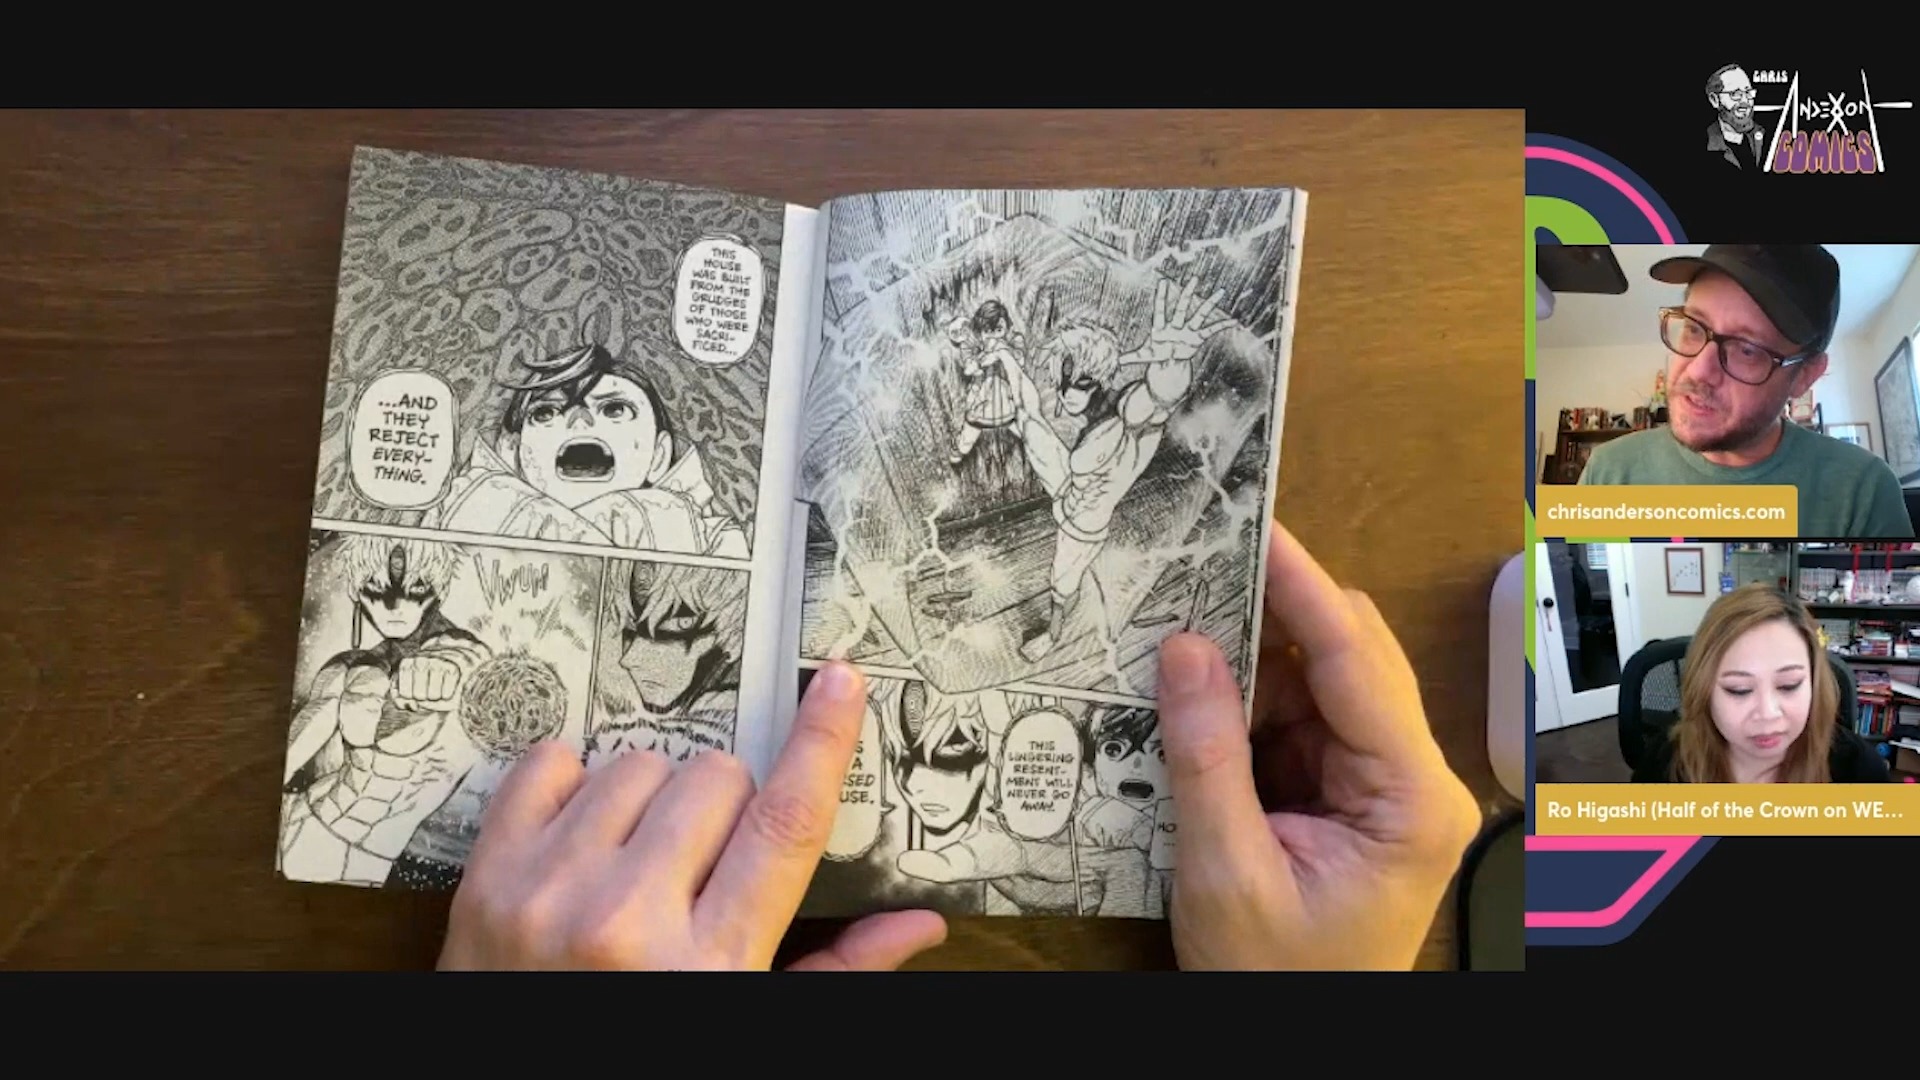 CHRIS
ANDERSON
COMICS
THIS
HOUSE
WAS BUILT
FROM THE
GRUDGES
OF THOSE
WHO WERE
SACRI-
FICED...
...AND
THEY
REJECT
EVERY-
THING.
VWUM
A
USE.
THIS
LINGERING
RESENT-
MENT WILL
NEVER GO
AWAY.
HO
...
chrisandersoncomics.com
Ro Higashi (Half of the Crown on WE...